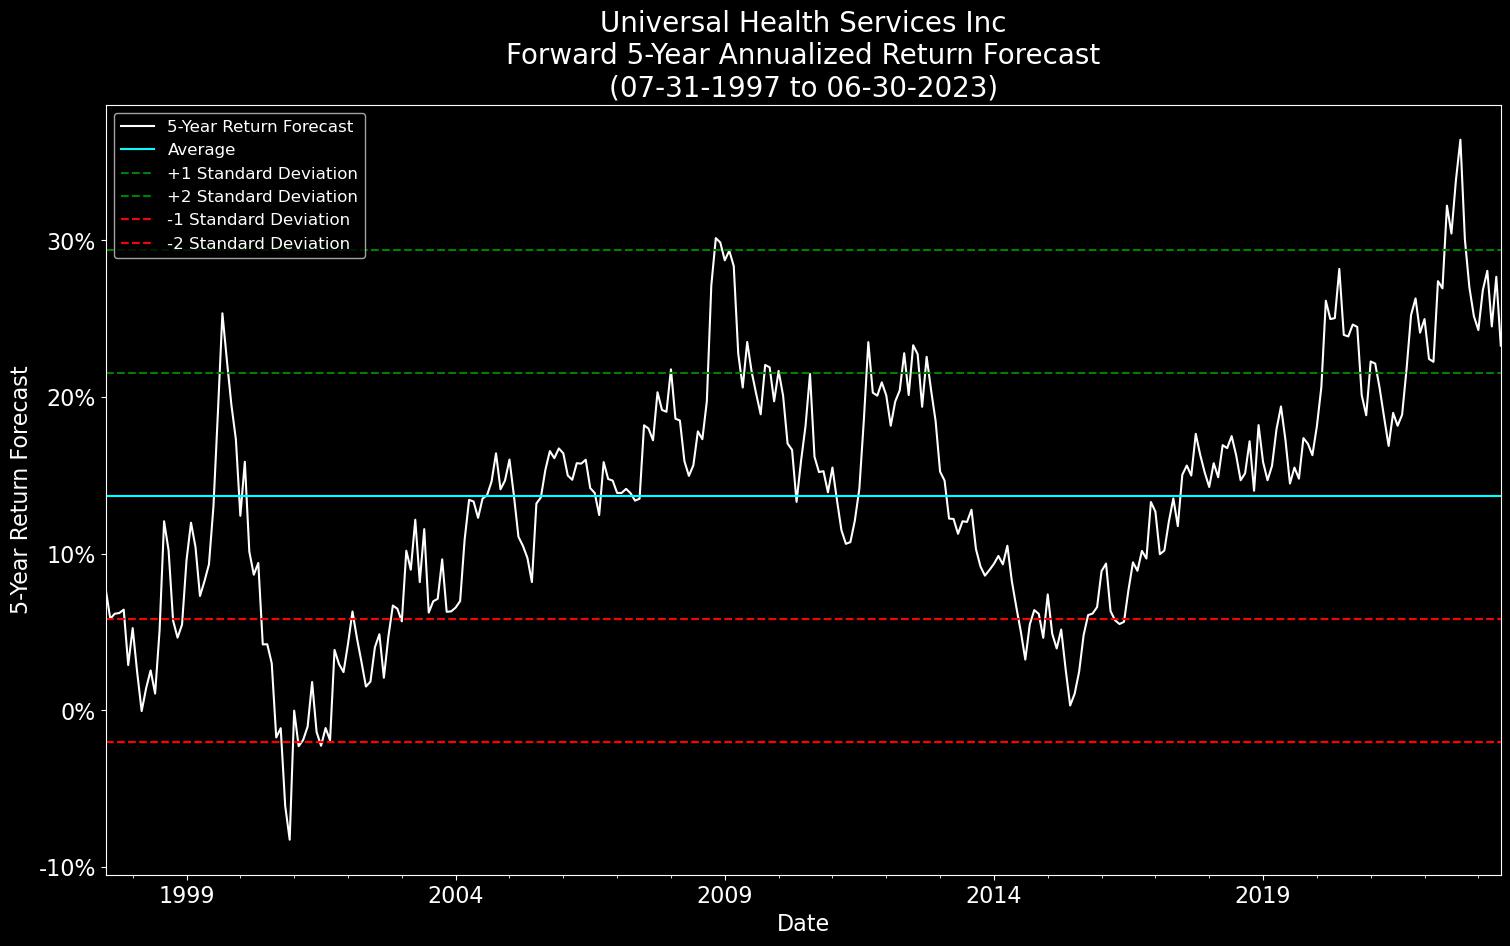 Universal Health Services Inc
Forward 5-Year Annualized Return Forecast
(07-31-1997 to 06-30-2023)
5-Year Return Forecast
Average
+1 Standard Deviation
+2 Standard Deviation
-1 Standard Deviation
-2 Standard Deviation
5-Year Return Forecast
30%
20%
10%
0%
-10%
1999
2004
2009
2014
2019
Date